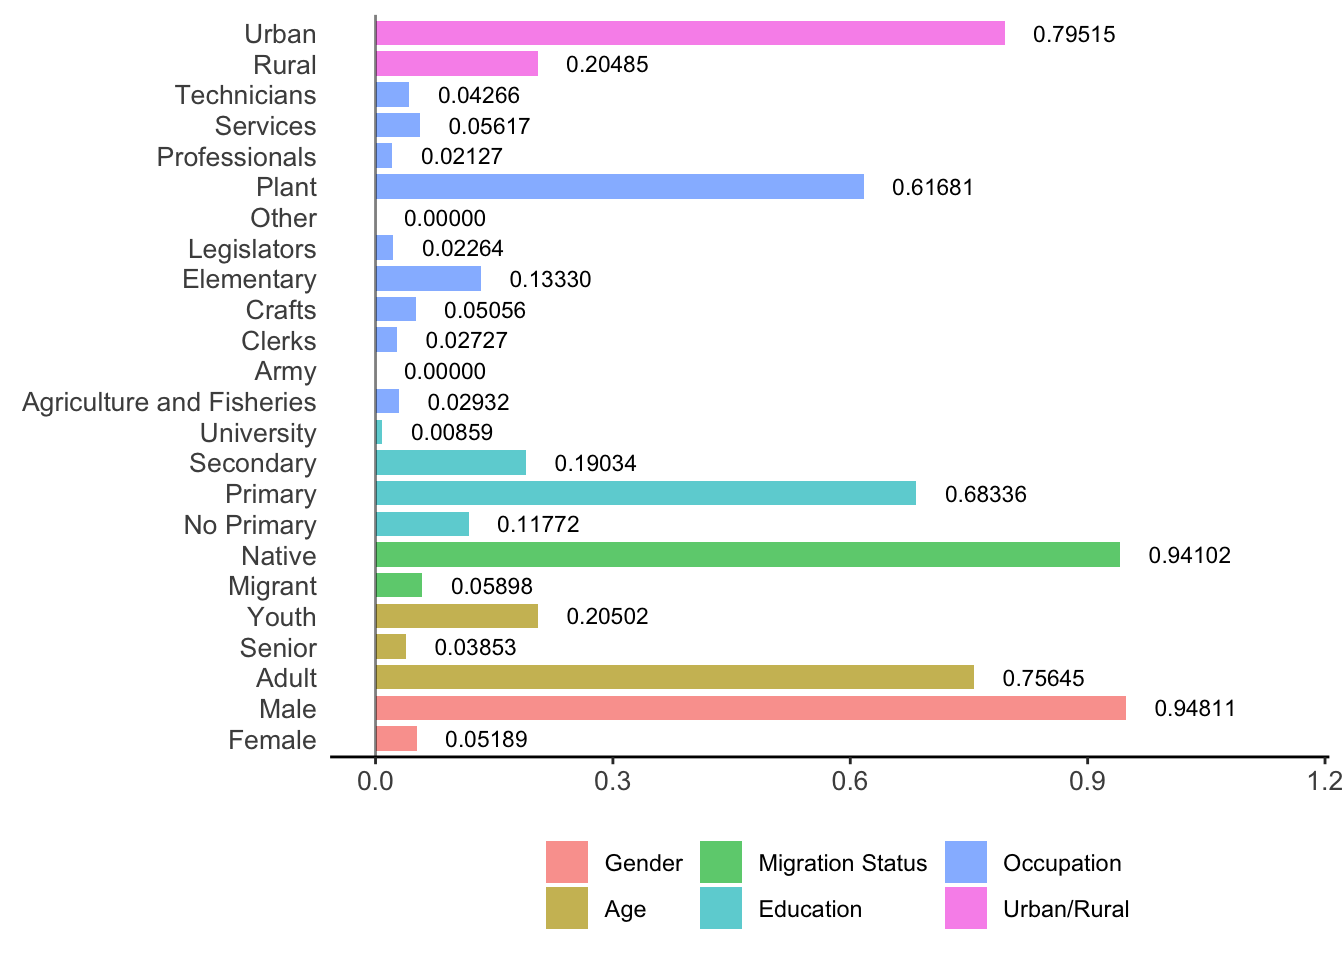 Urban 0.79515
Rural 0.20485
Technicians 0.04266
Services 0.05617
Professionals 0.02127
Plant 0.61681
Other 0.00000
Legislators 0.02264
Elementary 0.13330
Crafts 0.05056
Clerks 0.02727
Army 0.00000
Agriculture and Fisheries 0.02932
University 0.00859
Secondary 0.19034
Primary 0.68336
No Primary 0.11772
Native 0.94102
Migrant 0.05898
Youth 0.20502
Senior 0.03853
Adult 0.75645
Male 0.94811
Female 0.05189
0.0 0.3 0.6 0.9 1.2
Gender Migration Status Occupation
Age Education Urban/Rural